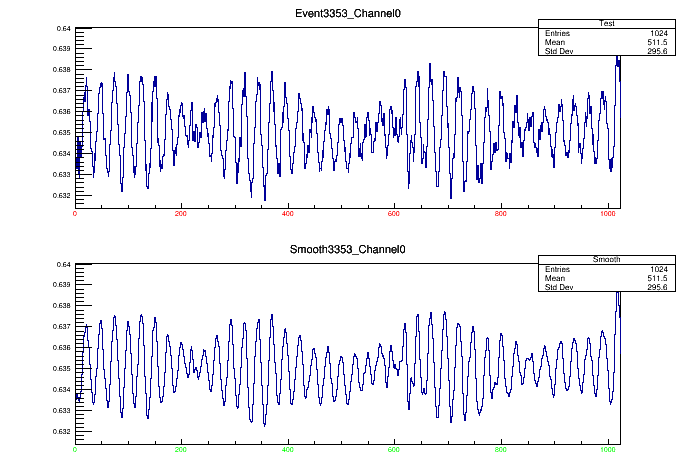 Event3353_Channel0
Test
Entries 1024
Mean 511.5
Std Dev 295.6
0.64
0.639
0.638
0.637
0.636
0.635
0.634
0.633
0.632
0 200 400 600 800 1000
Smooth3353_Channel0
Smooth
Entries 1024
Mean 511.5
Std Dev 295.6
0.64
0.639
0.638
0.637
0.636
0.635
0.634
0.633
0.632
0 200 400 600 800 1000